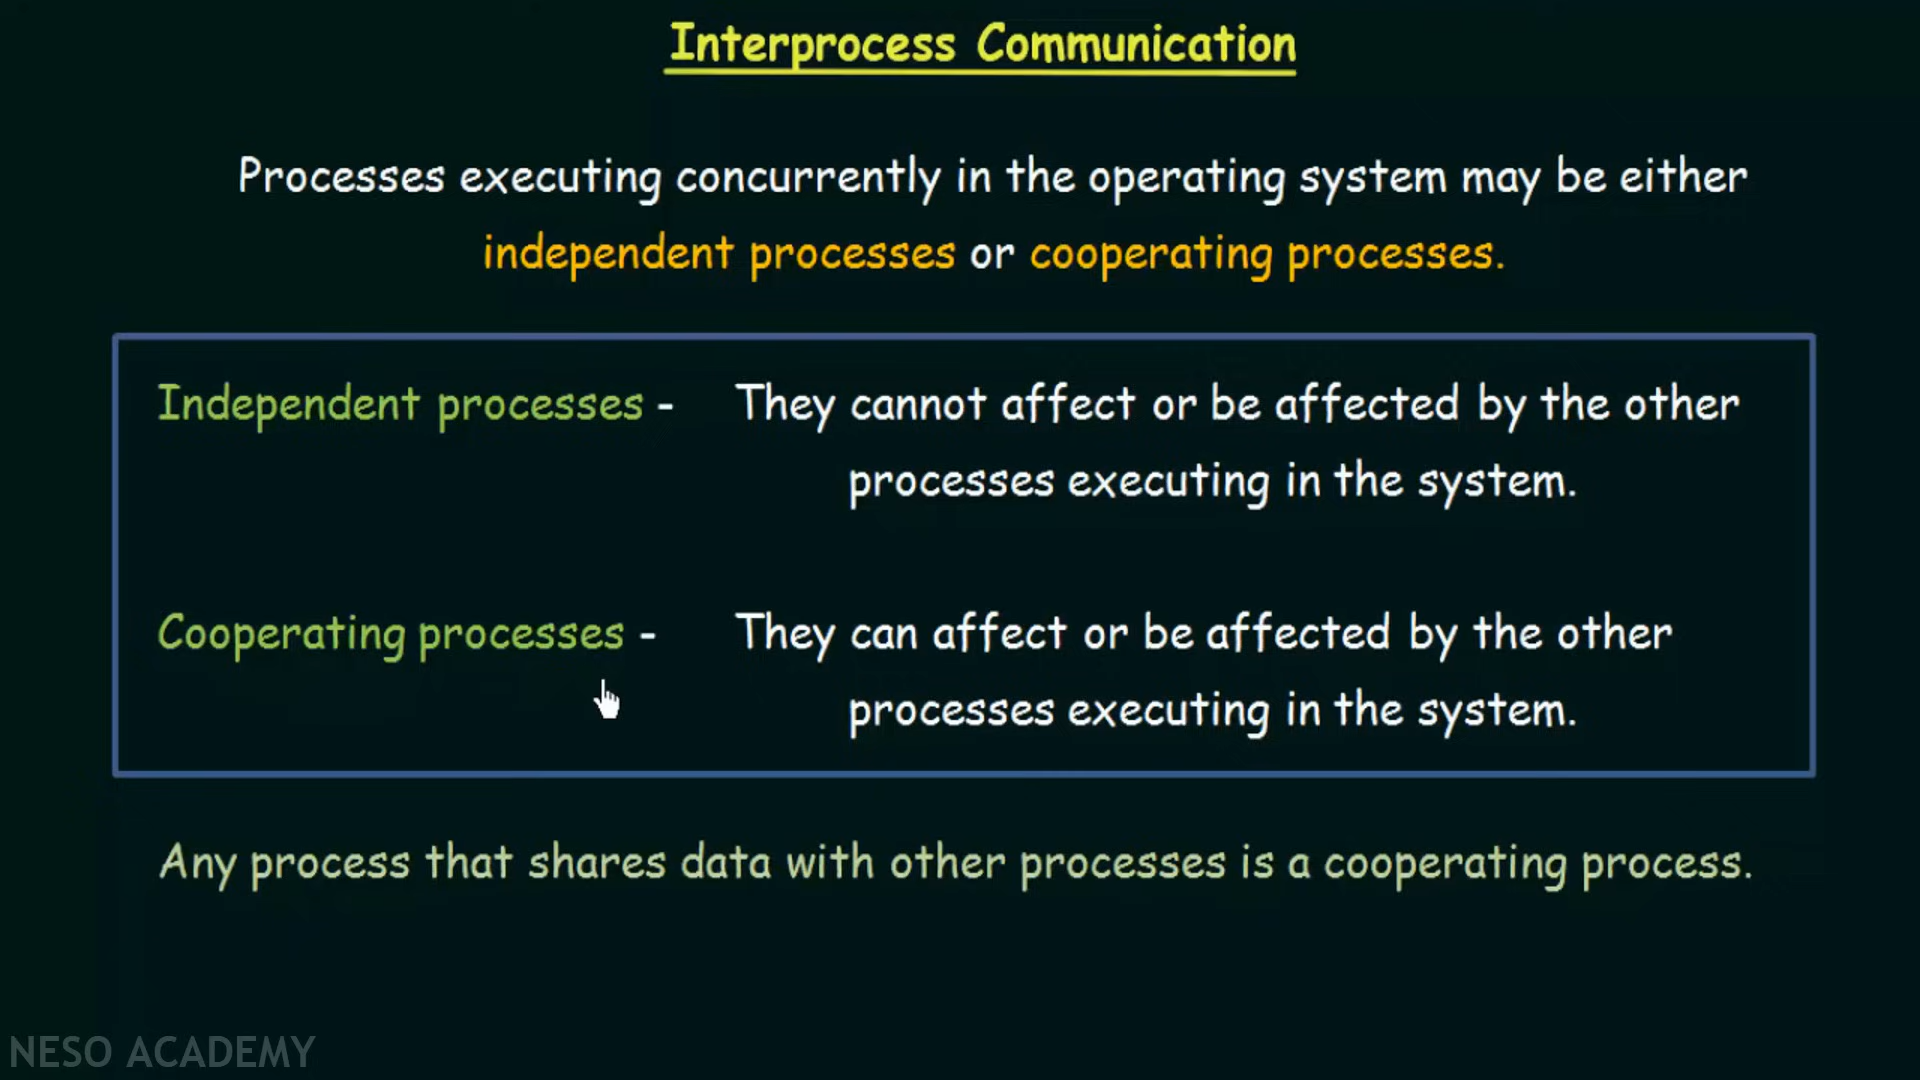 Interprocess Communication
Processes executing concurrently in the operating system may be either
independent processes or cooperating processes.
Independent processes - They cannot affect or be affected by the other
processes executing in the system.
Cooperating processes - They can affect or be affected by the other
processes executing in the system.
Any process that shares data with other processes is a cooperating process.
NESO ACADEMY